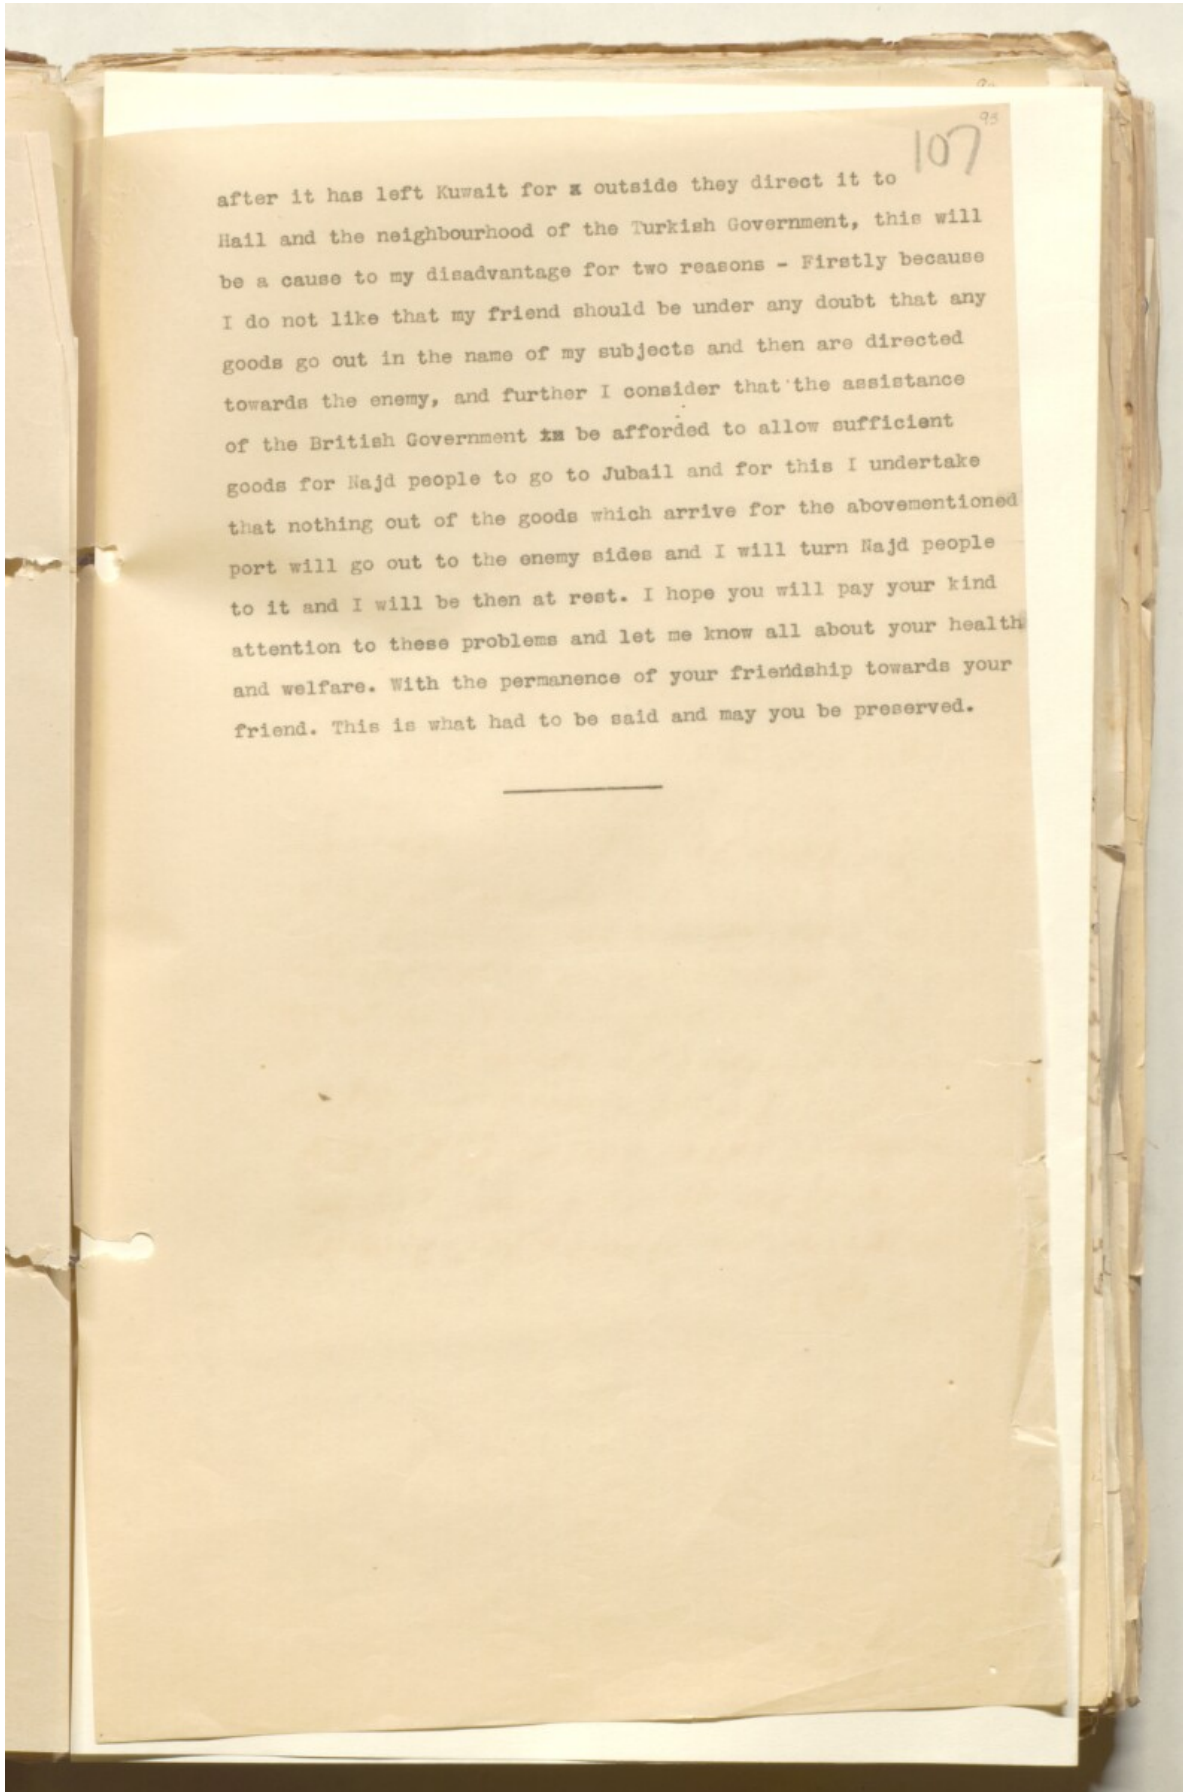 93
107
after it has left Kuwait for x outside they direct it to
Hail and the neighbourhood of the Turkish Government, this will
be a cause to my disadvantage for two reasons - Firstly because
I do not like that my friend should be under any doubt that any
goods go out in the name of my subjects and then are directed
towards the enemy, and further I consider that the assistance
of the British Government be afforded to allow sufficient
goods for Najd people to go to Jubail and for this I undertake
that nothing out of the goods which arrive for the abovementioned
port will go out to the enemy sides and I will turn Najd people
to it and I will be then at rest. I hope you will pay your kind
attention to these problems and let me know all about your health
and welfare. With the permanence of your friendship towards your
friend. This is what had to be said and may you be preserved.